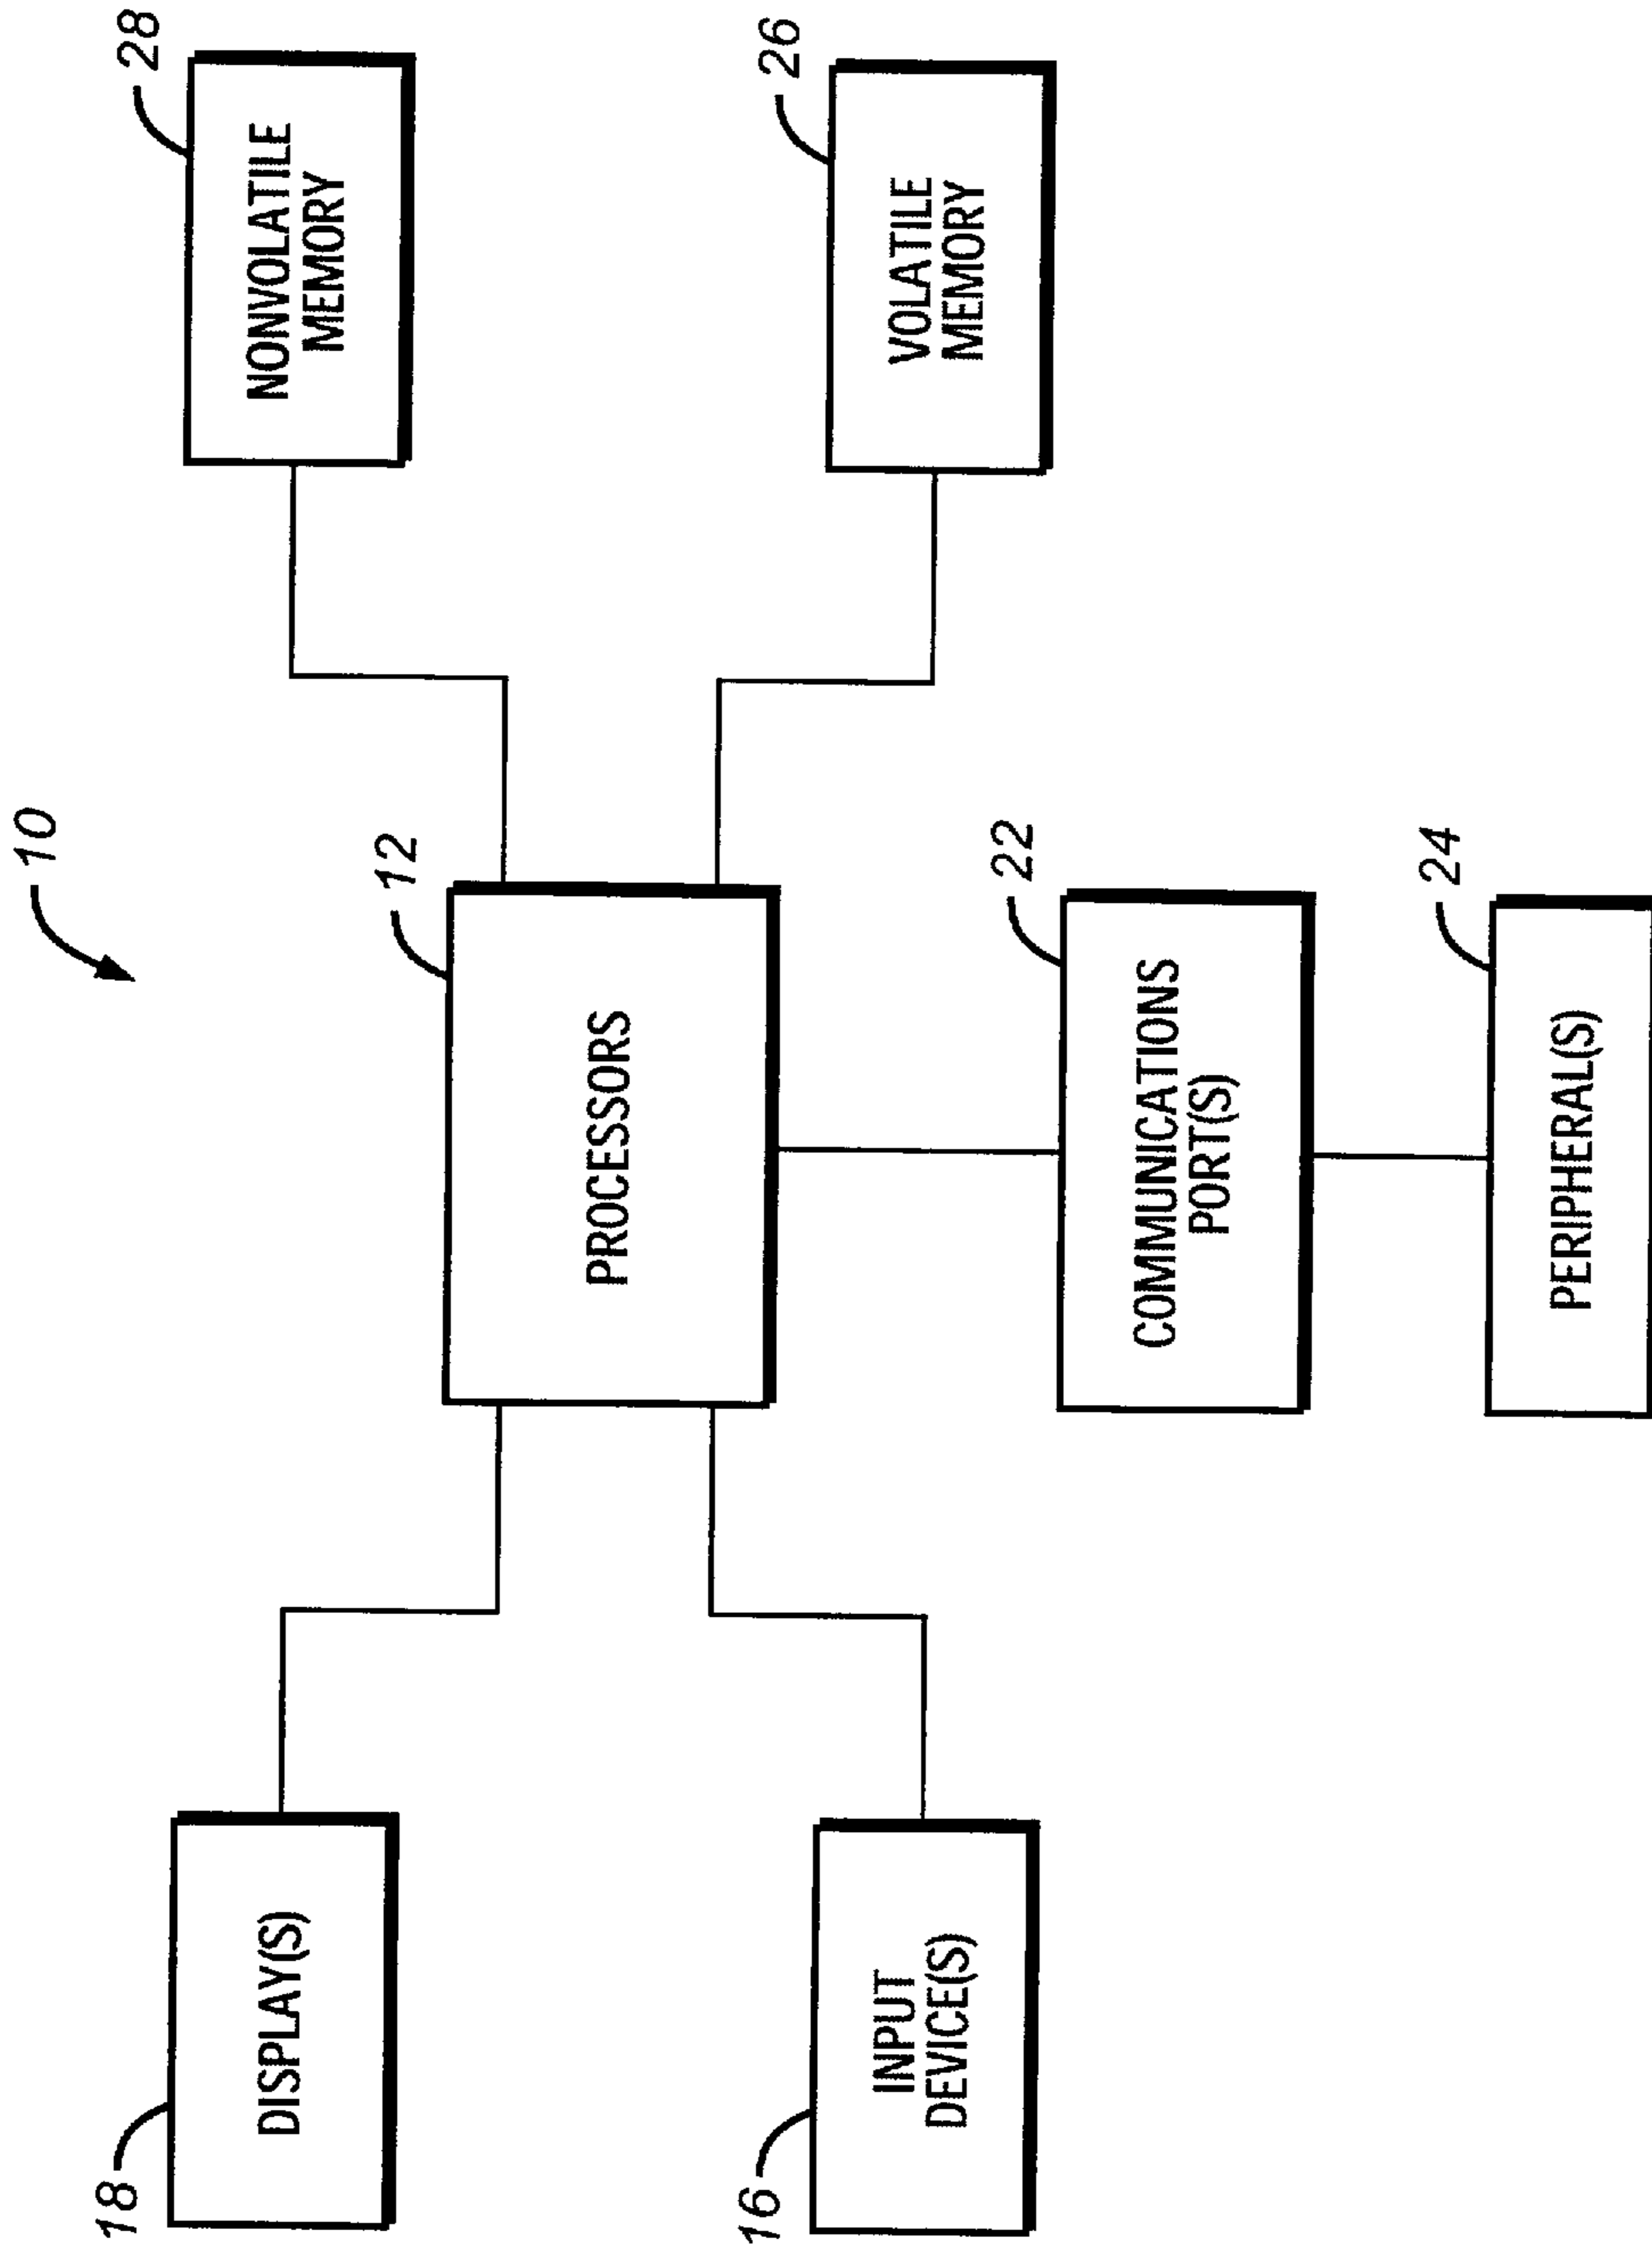 10
18
DISPLAY(S)
12
PROCESSORS
28
NONVOLATILE
MEMORY
16
INPUT
DEVICE(S)
22
COMMUNICATIONS
PORT(S)
26
VOLATILE
MEMORY
24
PERIPHERAL(S)